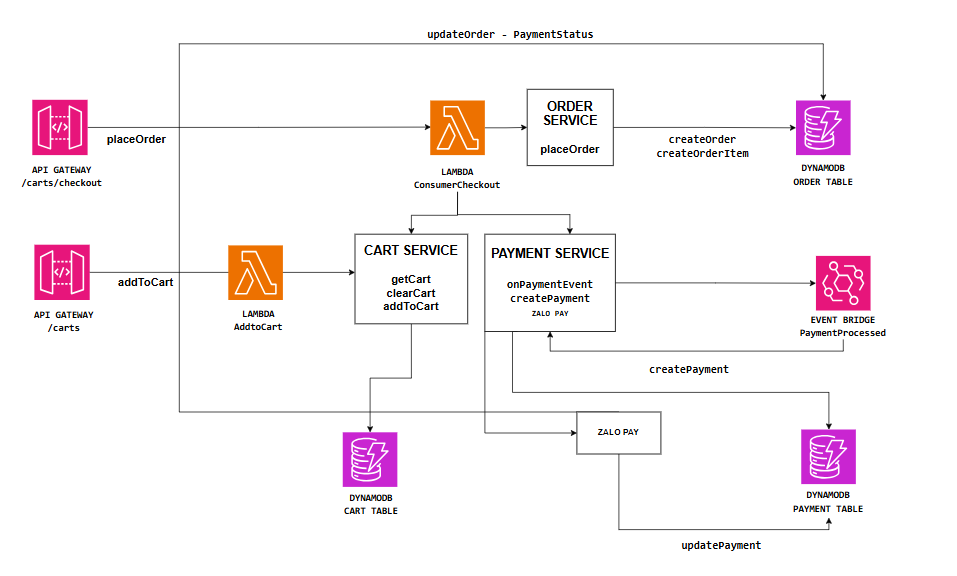 updateOrder - PaymentStatus
placeOrder
API GATEWAY
/carts/checkout
LAMBDA
ConsumerCheckout
ORDER
SERVICE
placeOrder
createOrder
createOrderItem
DYNAMODB
ORDER TABLE
addToCart
API GATEWAY
/carts
LAMBDA
AddtoCart
CART SERVICE
getCart
clearCart
addToCart
PAYMENT SERVICE
onPaymentEvent
createPayment
ZALO PAY
EVENT BRIDGE
PaymentProcessed
createPayment
ZALO PAY
DYNAMODB
CART TABLE
DYNAMODB
PAYMENT TABLE
updatePayment